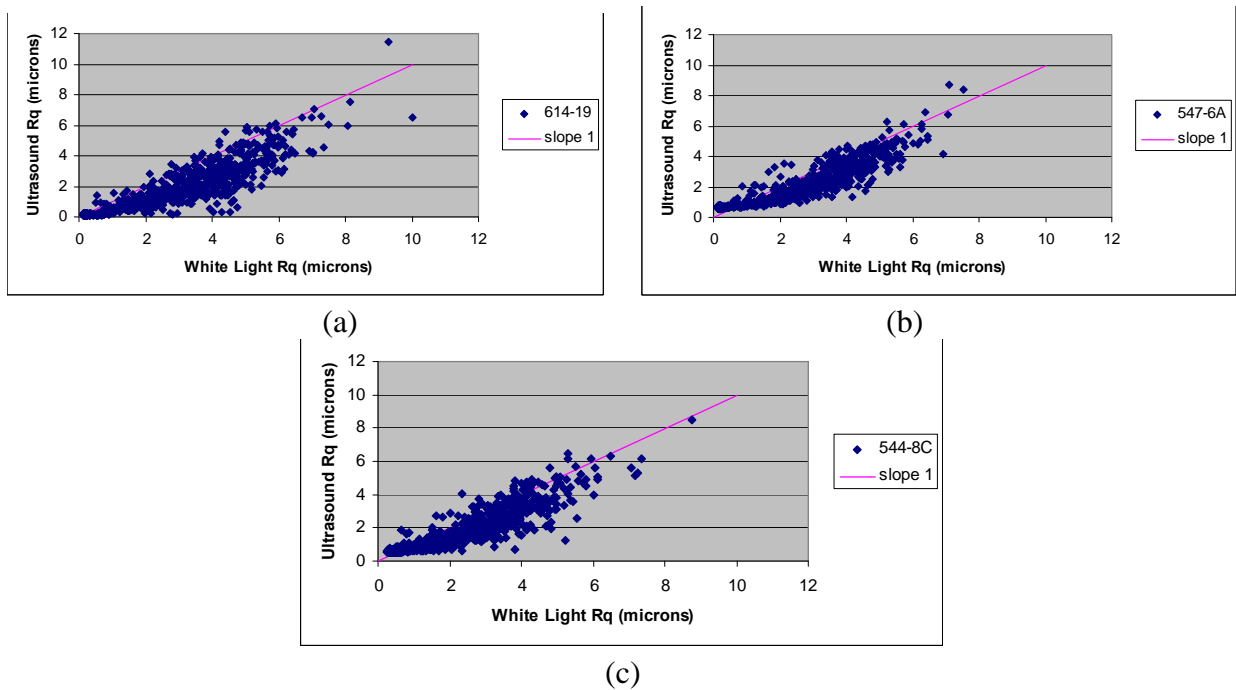 12
10
8
6
4
2
0
Ultrasound Rq (microns)
0 2 4 6 8 10 12
White Light Rq (microns)
614-19
slope 1
(a)
12
10
8
6
4
2
0
Ultrasound Rq (microns)
0 2 4 6 8 10 12
White Light Rq (microns)
547-6A
slope 1
(b)
12
10
8
6
4
2
0
Ultrasound Rq (microns)
0 2 4 6 8 10 12
White Light Rq (microns)
544-8C
slope 1
(c)